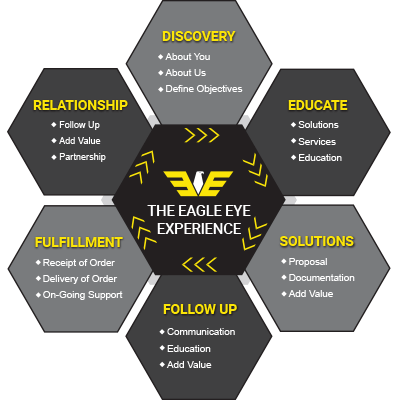 DISCOVERY
About You
About Us
Define Objectives
EDUCATE
Solutions
Services
Education
SOLUTIONS
Proposal
Documentation
Add Value
FOLLOW UP
Communication
Education
Add Value
FULFILLMENT
Receipt of Order
Delivery of Order
On-Going Support
RELATIONSHIP
Follow Up
Add Value
Partnership
THE EAGLE EYE
EXPERIENCE